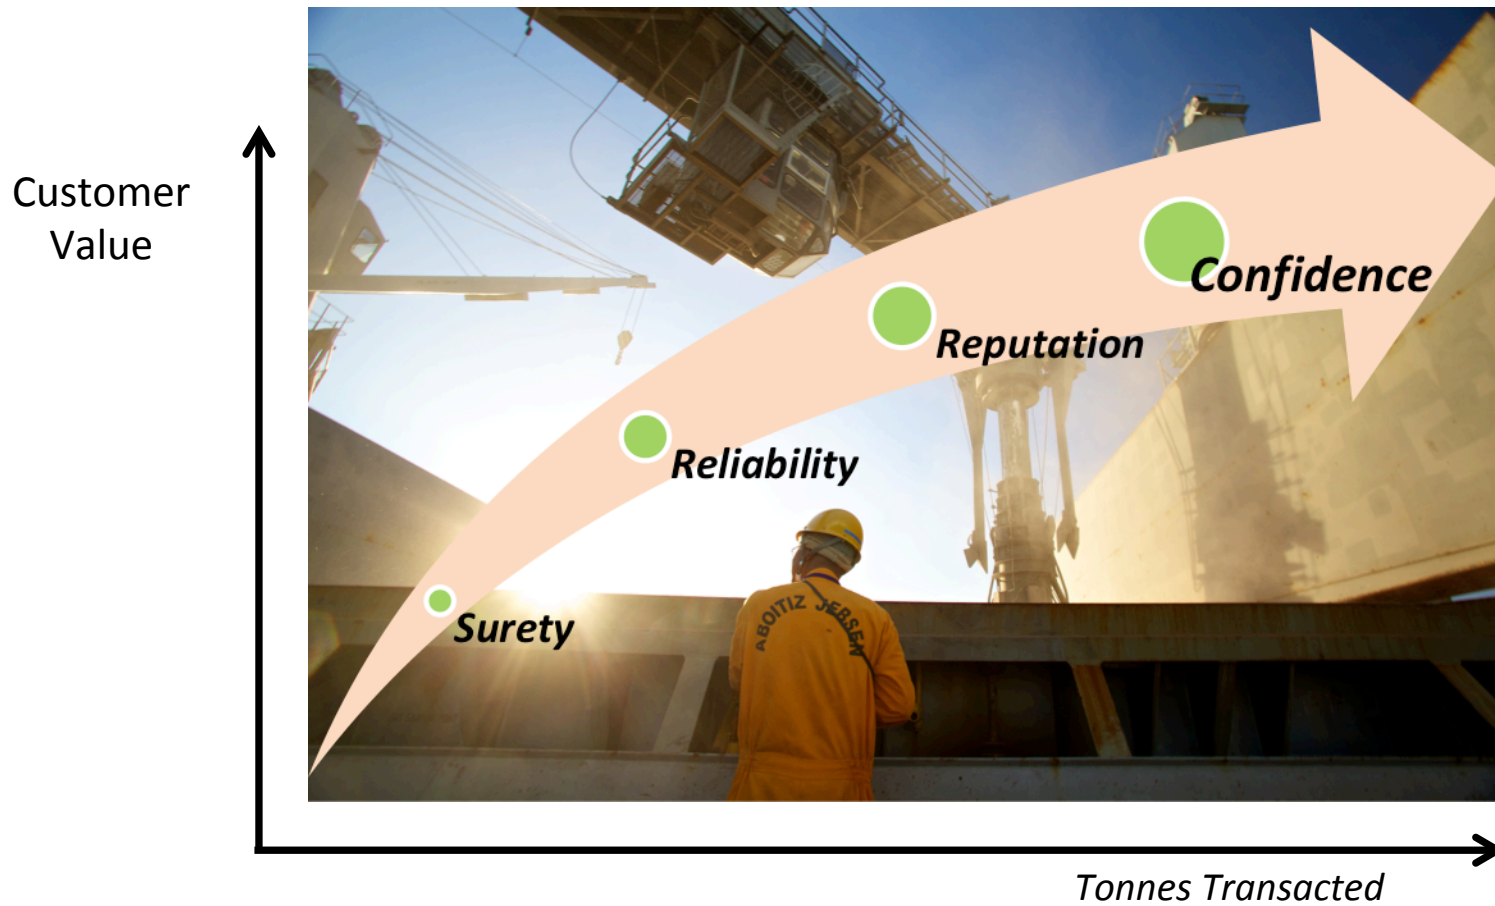 Customer
Value
Confidence
Reputation
Reliability
Surety
ABOITIZ JEBSEN
Tonnes Transacted